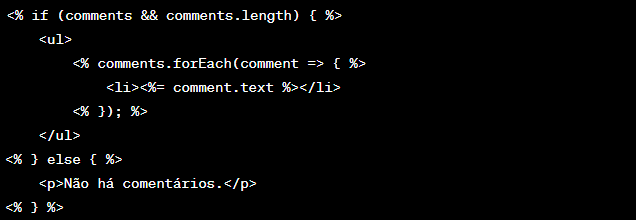 <% if (comments && comments.length) { %>
    <ul>
        <% comments.forEach(comment => { %>
            <li><%= comment.text %></li>
        <% }); %>
    </ul>
<% } else { %>
    <p>Não há comentários.</p>
<% } %>